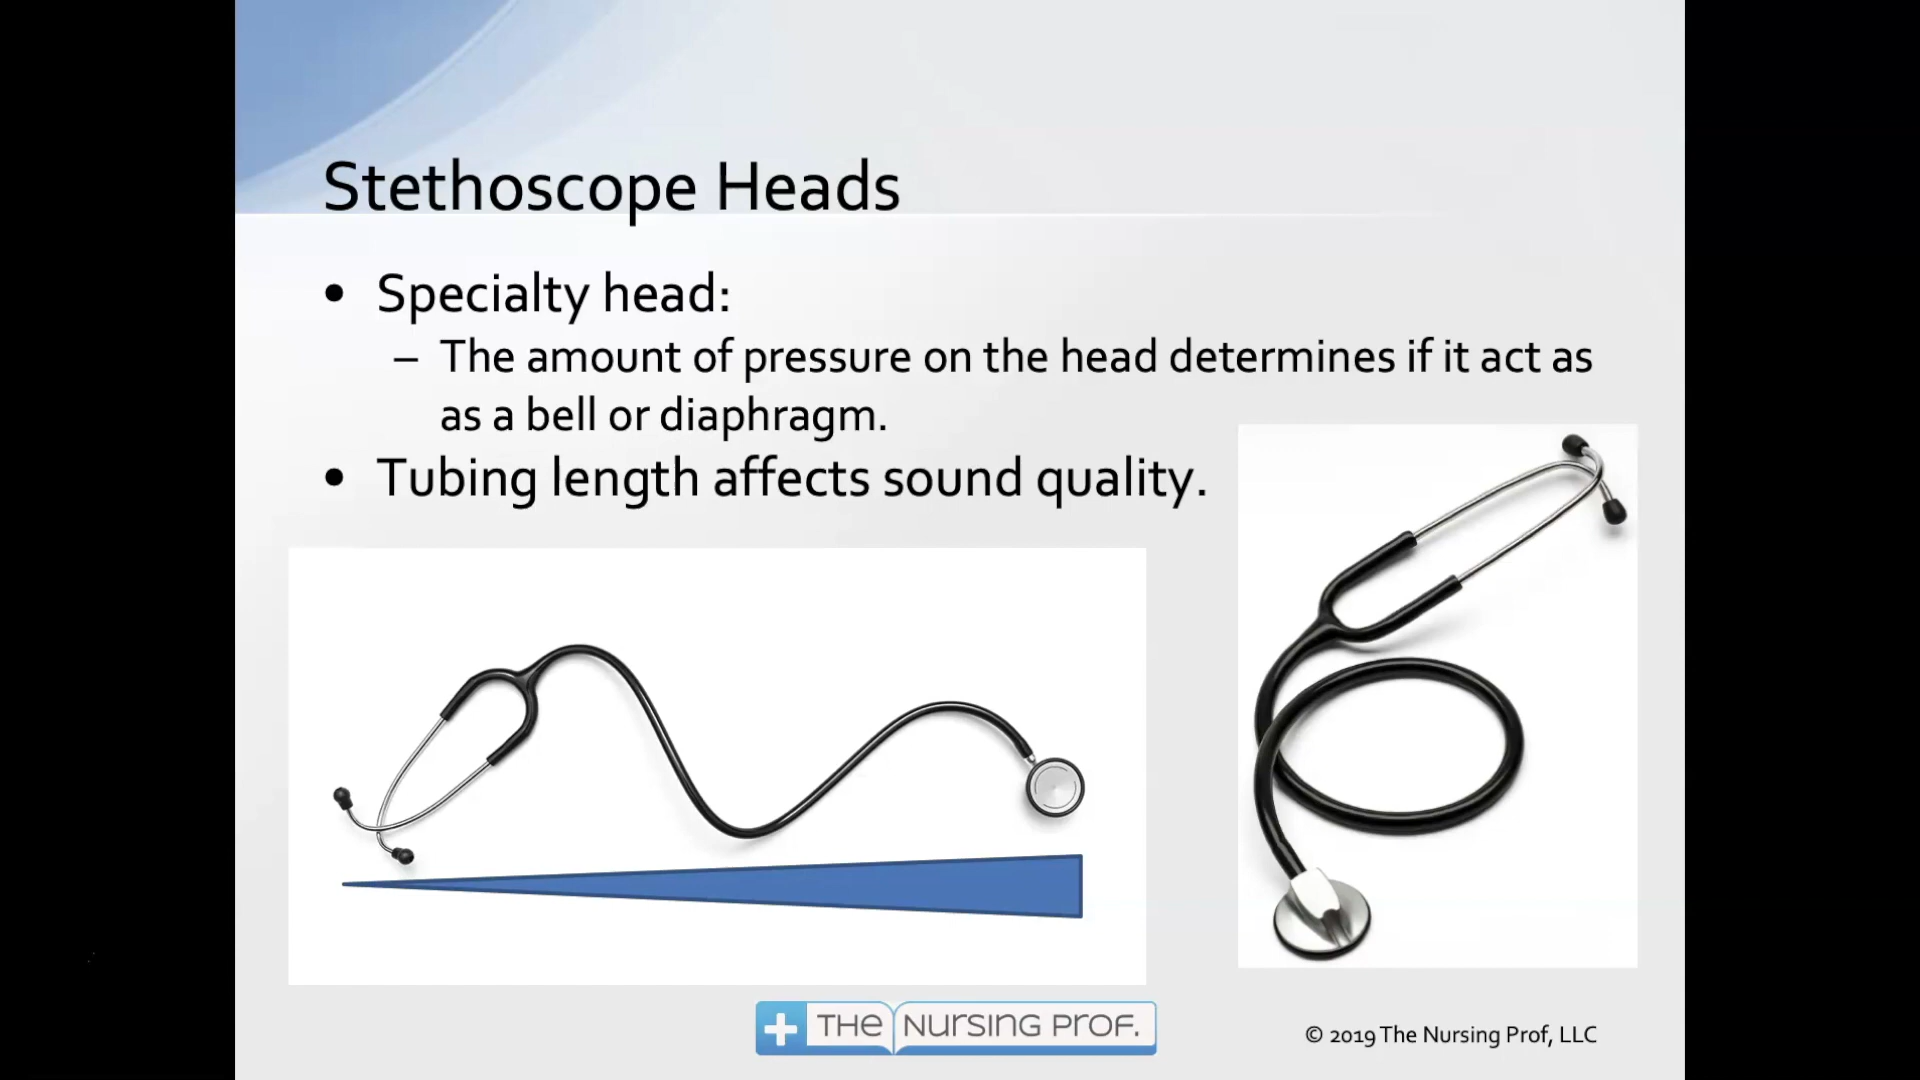 Stethoscope Heads
• Specialty head:
– The amount of pressure on the head determines if it act as
as a bell or diaphragm.
• Tubing length affects sound quality.
THE NURSING PROF.
© 2019 The Nursing Prof, LLC